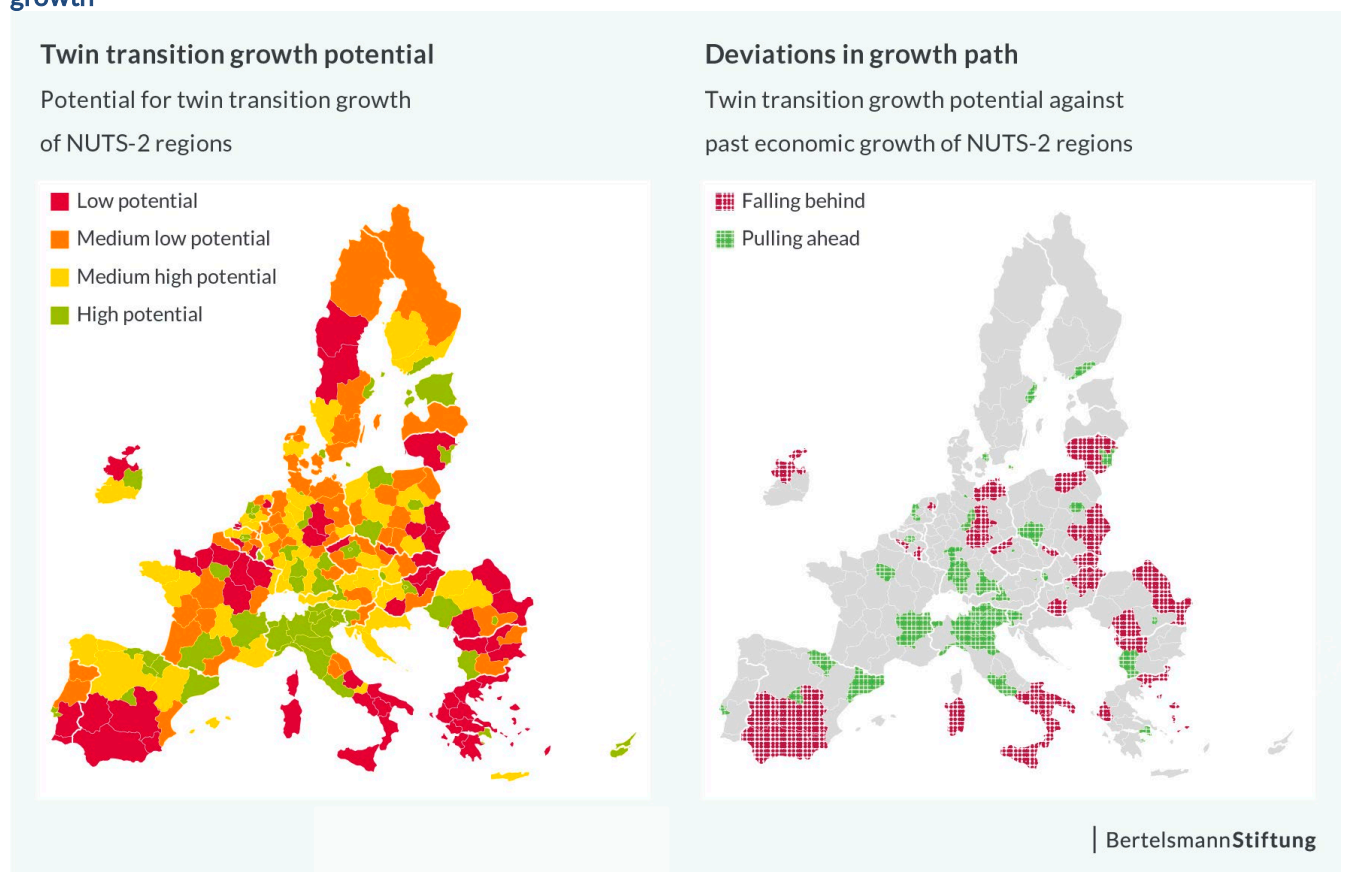 growth
Twin transition growth potential
Potential for twin transition growth
of NUTS-2 regions
Low potential
Medium low potential
Medium high potential
High potential
Deviations in growth path
Twin transition growth potential against
past economic growth of NUTS-2 regions
Falling behind
Pulling ahead
BertelsmannStiftung